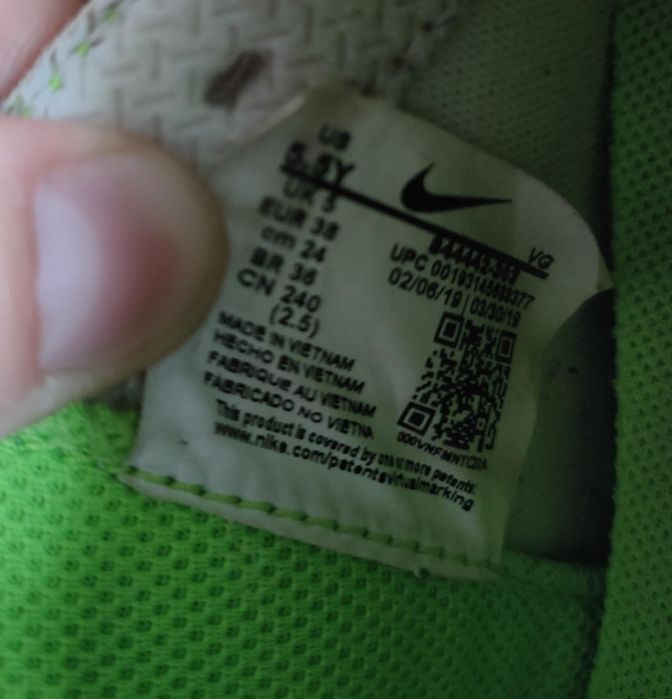 US
5.5Y
UK 5
EUR 38
cm 24
BR 36
CN 240
(2.5)
VG
UPC
02/06/19 | 03/30/19
MADE IN VIETNAM
HECHO EN VIETNAM
FABRIQUE AU VIETNAM
FABRICADO NO VIETNA
This product is covered by one or more patents:
www.nike.com/patentsvirtualmarking